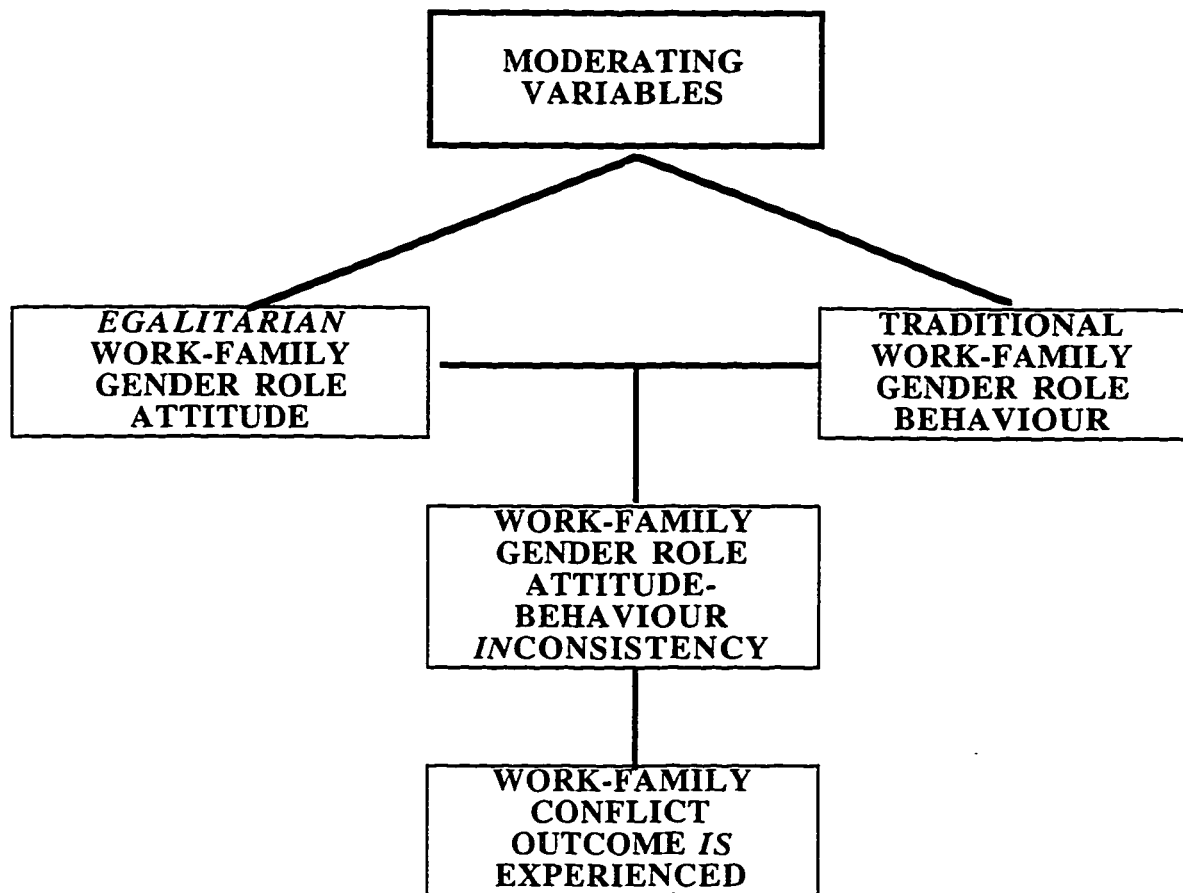 MODERATING
VARIABLES
EGALITARIAN
WORK-FAMILY
GENDER ROLE
ATTITUDE
TRADITIONAL
WORK-FAMILY
GENDER ROLE
BEHAVIOUR
WORK-FAMILY
GENDER ROLE
ATTITUDE-
BEHAVIOUR
INCONSISTENCY
WORK-FAMILY
CONFLICT
OUTCOME IS
EXPERIENCED